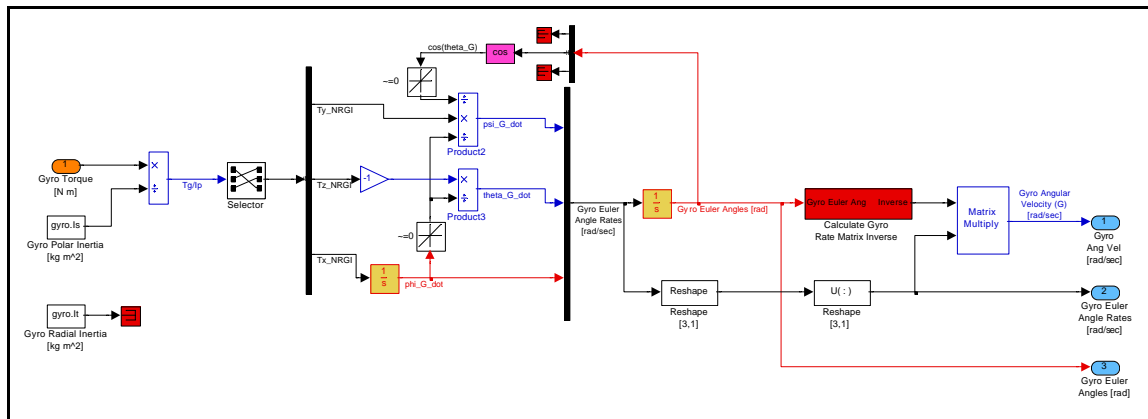 cos(theta_G)
cos
~=0
Ty_NRGI
÷
×
÷
psi_G_dot
Product2
1
Gyro Torque
[N m]
×
÷
Tg/Ip
Selector
Tz_NRGI
-1
×
÷
theta_G_dot
Product3
gyro.Is
Gyro Polar Inertia
[kg m^2]
~=0
Tx_NRGI
1
s
phi_G_dot
Gyro Euler
Angle Rates
[rad/sec]
1
s
Gyro Euler Angles [rad]
Gyro Euler Ang Inverse
Calculate Gyro
Rate Matrix Inverse
Matrix
Multiply
Gyro Angular
Velocity (G)
[rad/sec]
1
Gyro
Ang Vel
[rad/sec]
Reshape
Reshape
[3,1]
U( : )
Reshape
[3,1]
2
Gyro Euler
Angle Rates
[rad/sec]
gyro.It
Gyro Radial Inertia
[kg m^2]
3
Gyro Euler
Angles [rad]